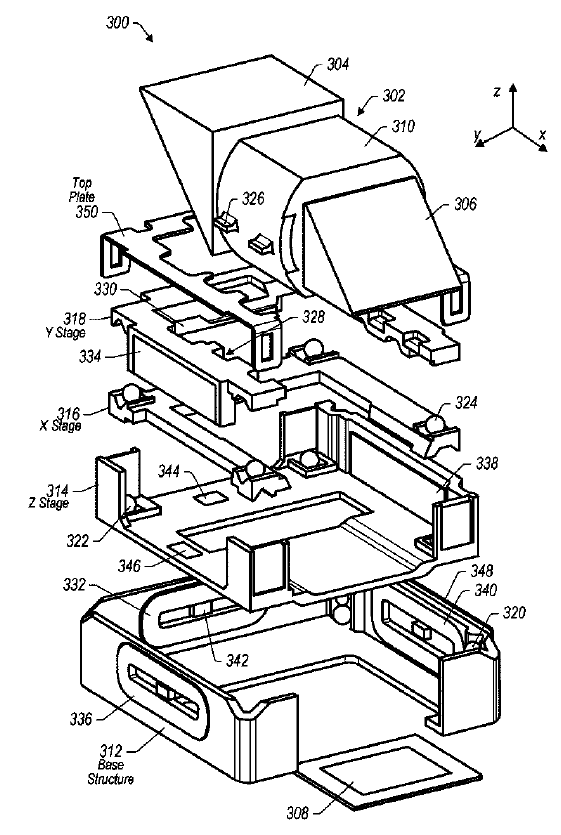 300
304
302
310
z
y
x
326
Top
Plate
350
306
330
318
Y Stage
328
334
324
316
X Stage
338
344
314
Z Stage
322
346
348
332
340
320
342
336
312
Base
Structure
308